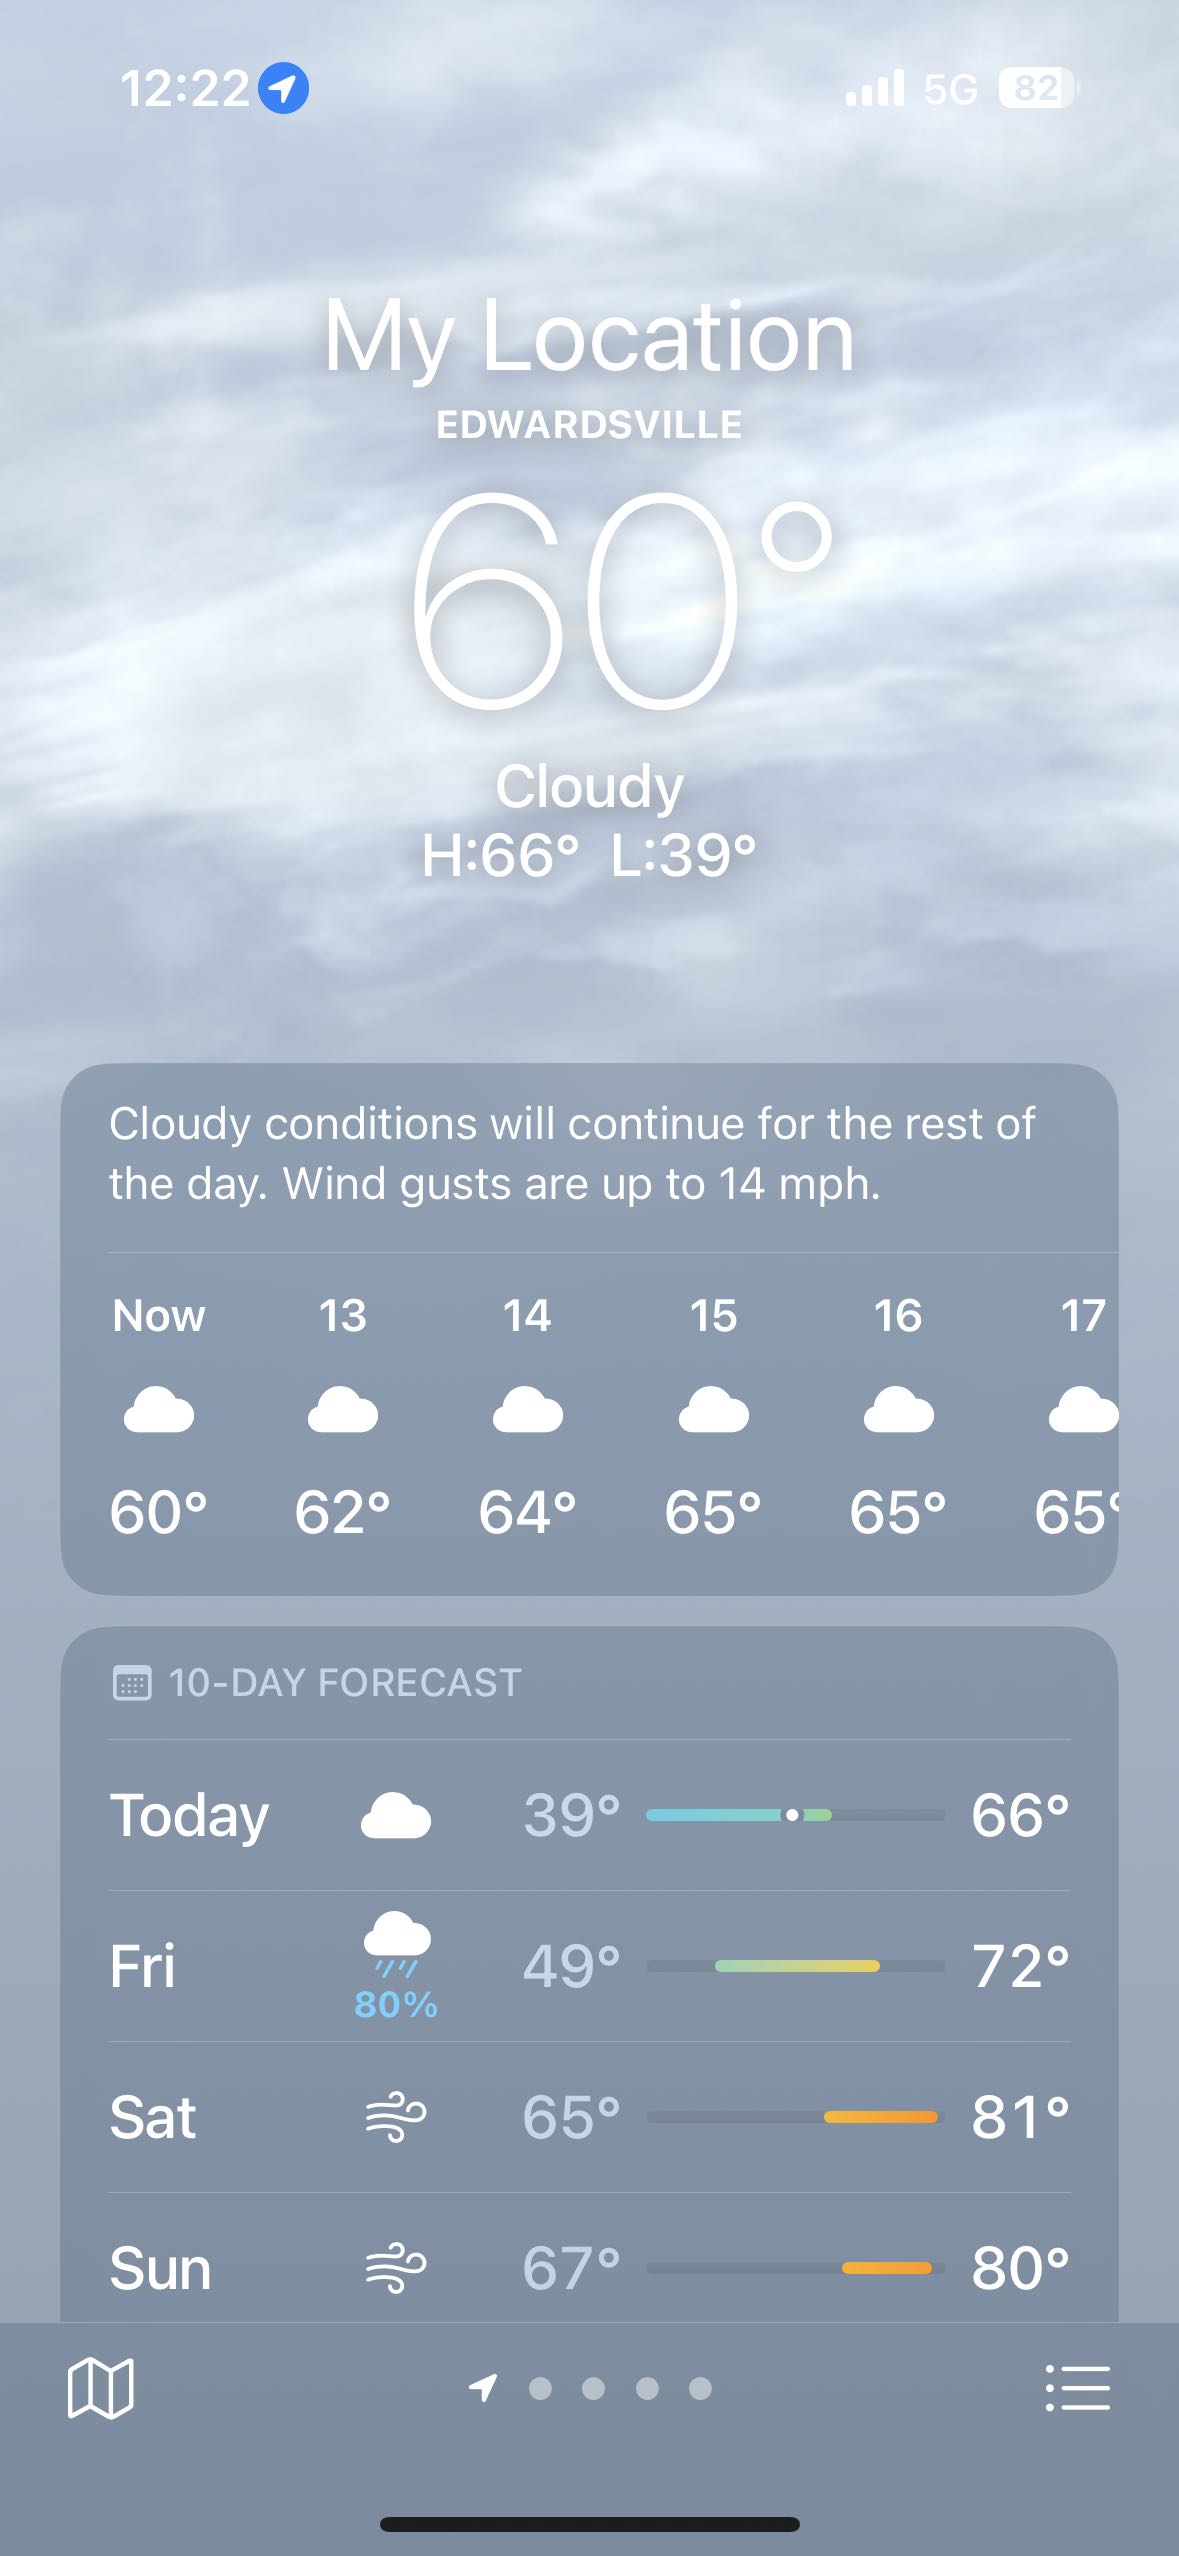 12:22 5G 82
My Location
EDWARDSVILLE
60°
Cloudy
H:66° L:39°
Cloudy conditions will continue for the rest of
the day. Wind gusts are up to 14 mph.
Now 13 14 15 16 17
60° 62° 64° 65° 65° 65°
10-DAY FORECAST
Today 39° 66°
Fri 80% 49° 72°
Sat 65° 81°
Sun 67° 80°